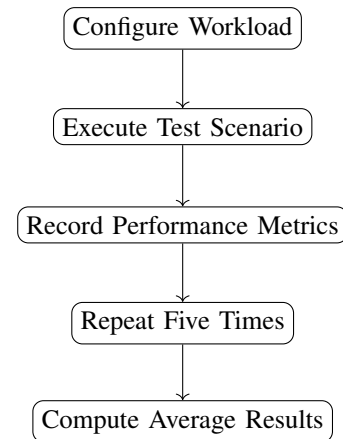 Configure Workload
Execute Test Scenario
Record Performance Metrics
Repeat Five Times
Compute Average Results